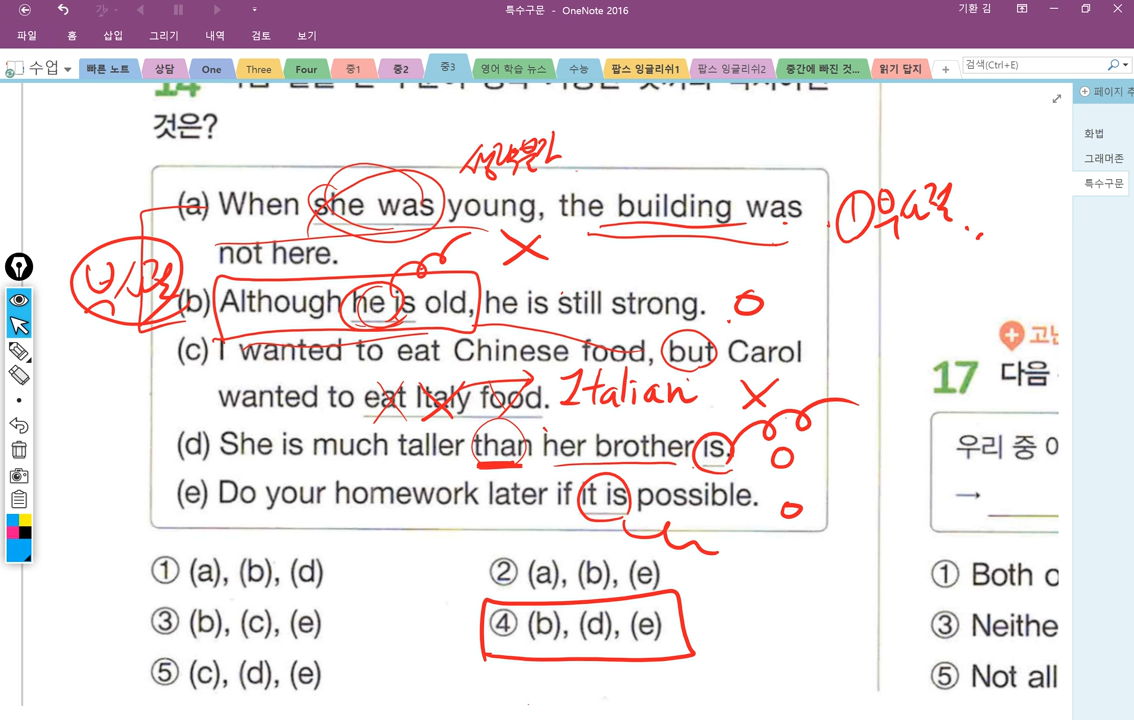 특수구문 - OneNote 2016
기환 김
파일 홈 삽입 그리기 내역 검토 보기
수업 빠른 노트 상담 One Three Four 중1 중2 중3 영어 학습 뉴스 수능 팝스 잉글리쉬1 팝스 잉글리쉬2 중간에 빠진 것... 읽기 답지 +
검색(Ctrl+E)
페이지 추
화법
그래머존
특수구문
14
것은?
생략불가
(a) When she was young, the building was
not here.
① 부사절
부사절
(b) Although he is old, he is still strong.
(c) I wanted to eat Chinese food, but Carol
wanted to eat Italy food. Italian
(d) She is much taller than her brother is.
(e) Do your homework later if it is possible.
① (a), (b), (d)
② (a), (b), (e)
③ (b), (c), (e)
④ (b), (d), (e)
⑤ (c), (d), (e)
고난
17 다음
우리 중 이
→
① Both o
③ Neithe
⑤ Not all